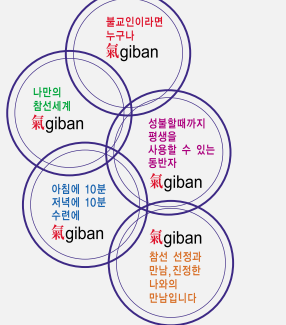 불교인이라면
누구나
氣giban
나만의
참선세계
氣giban
성불할때까지
평생을
사용할 수 있는
동반자
氣giban
아침에 10분
저녁에 10분
수련에
氣giban
氣giban
참선 선정과
만남,진정한
나와의
만남입니다